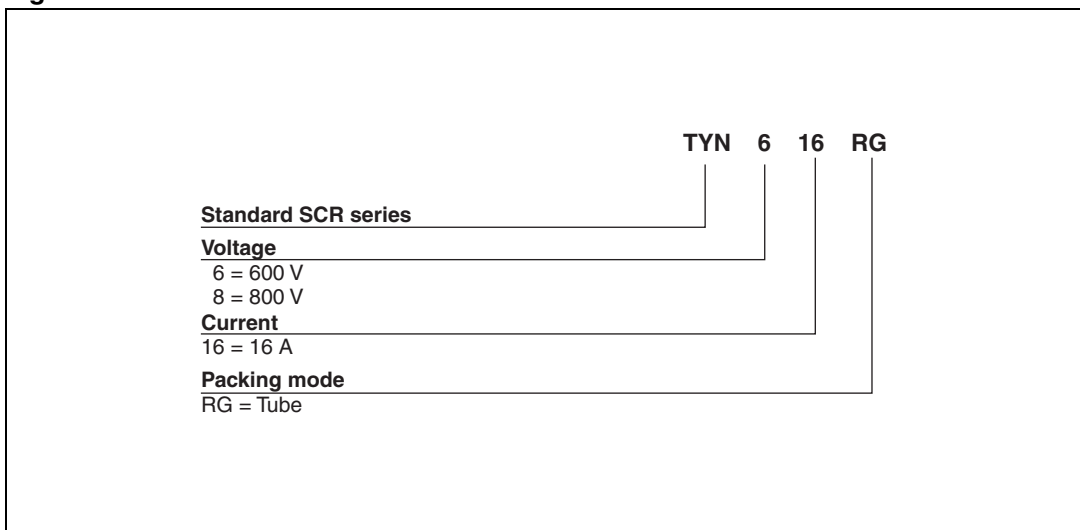 TYN 6 16 RG
Standard SCR series
Voltage
6 = 600 V
8 = 800 V
Current
16 = 16 A
Packing mode
RG = Tube